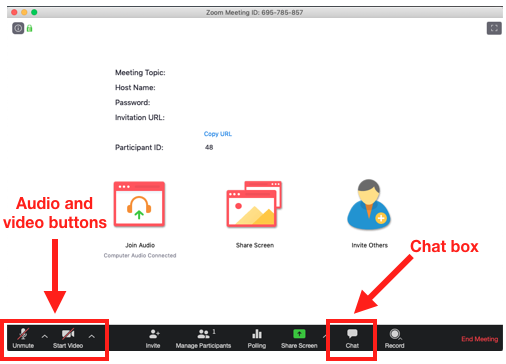 Zoom Meeting ID: 695-785-857
Meeting Topic:
Host Name:
Password:
Invitation URL:
Copy URL
Participant ID: 48
Audio and
video buttons
Join Audio
Computer Audio Connected
Share Screen
Invite Others
Chat box
Unmute
Start Video
Invite
1
Manage Participants
Polling
Share Screen
Chat
Record
End Meeting